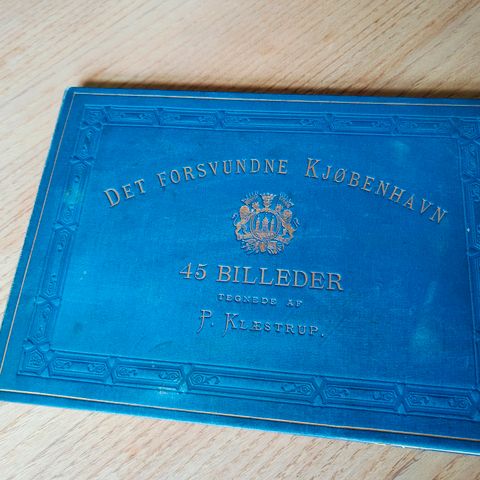 DET FORSVUNDNE KJØBENHAVN
45 BILLEDER
TEGNEDE AF
P. KLÆSTRUP.